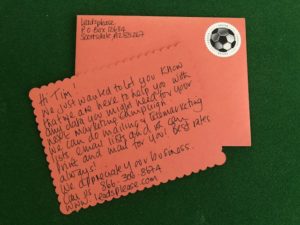 Leadsplease
P O Box
Scottsdale, AZ 85267
Hi Tim!
We just wanted to let you know
that we are here to help you with
any data you might need for your
next marketing campaign.
We can do mailing & telemarketing
lists, email lists and we can
print and mail for you! Best rates
always!
We appreciate your business.
Call us 866 306 8674
www.leadsplease.com